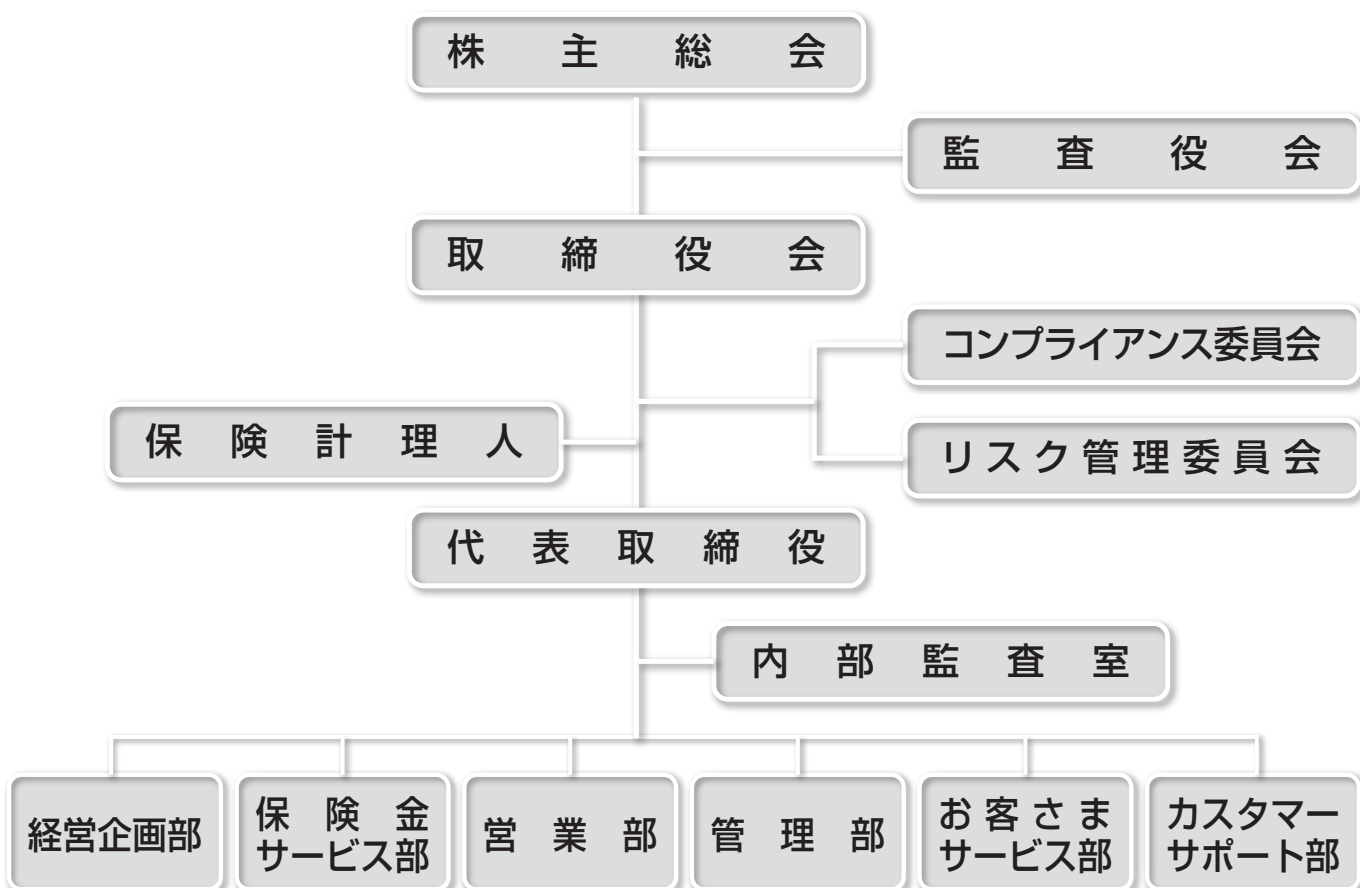 株主総会
監査役会
取締役会
コンプライアンス委員会
保険計理人
リスク管理委員会
代表取締役
内部監査室
経営企画部
保険金
サービス部
営業部
管理部
お客さま
サービス部
カスタマー
サポート部